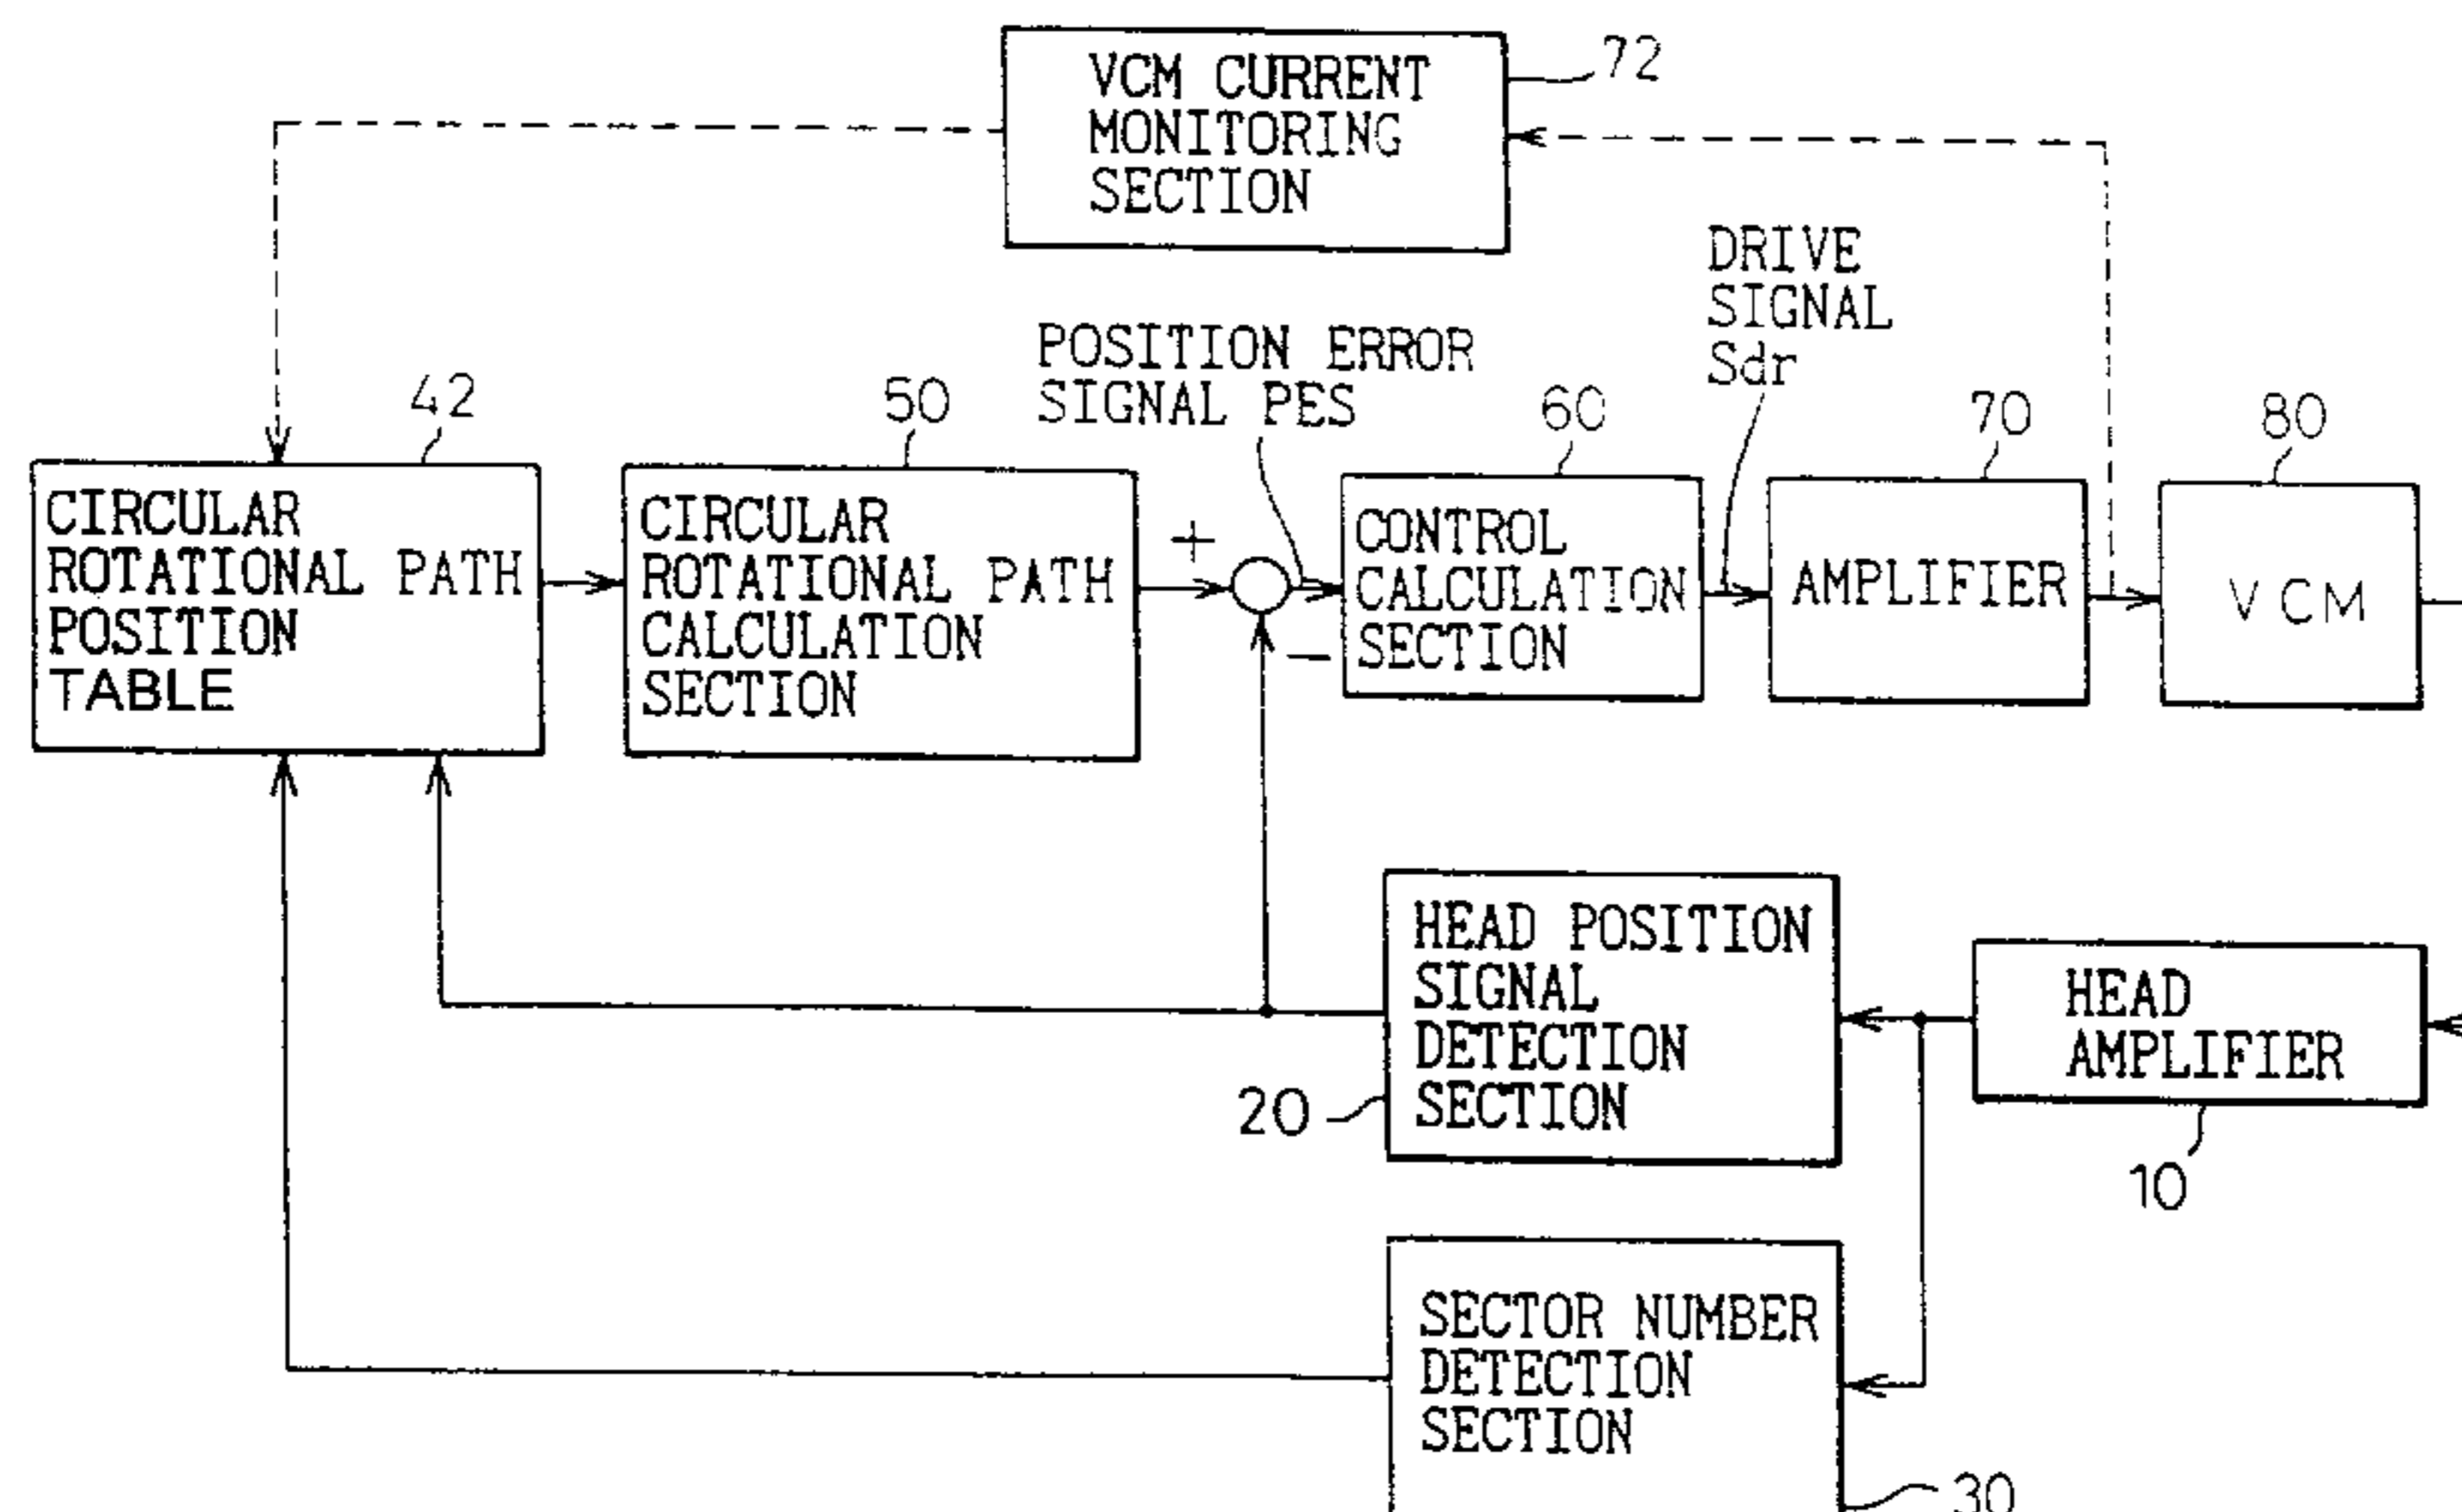 VCM CURRENT
MONITORING
SECTION
72
DRIVE
SIGNAL
Sdr
POSITION ERROR
SIGNAL PES
42
50
60
70
80
CIRCULAR
ROTATIONAL PATH
POSITION
TABLE
CIRCULAR
ROTATIONAL PATH
CALCULATION
SECTION
+
−
CONTROL
CALCULATION
SECTION
AMPLIFIER
VCM
HEAD POSITION
SIGNAL
DETECTION
SECTION
20
HEAD
AMPLIFIER
10
SECTOR NUMBER
DETECTION
SECTION
30